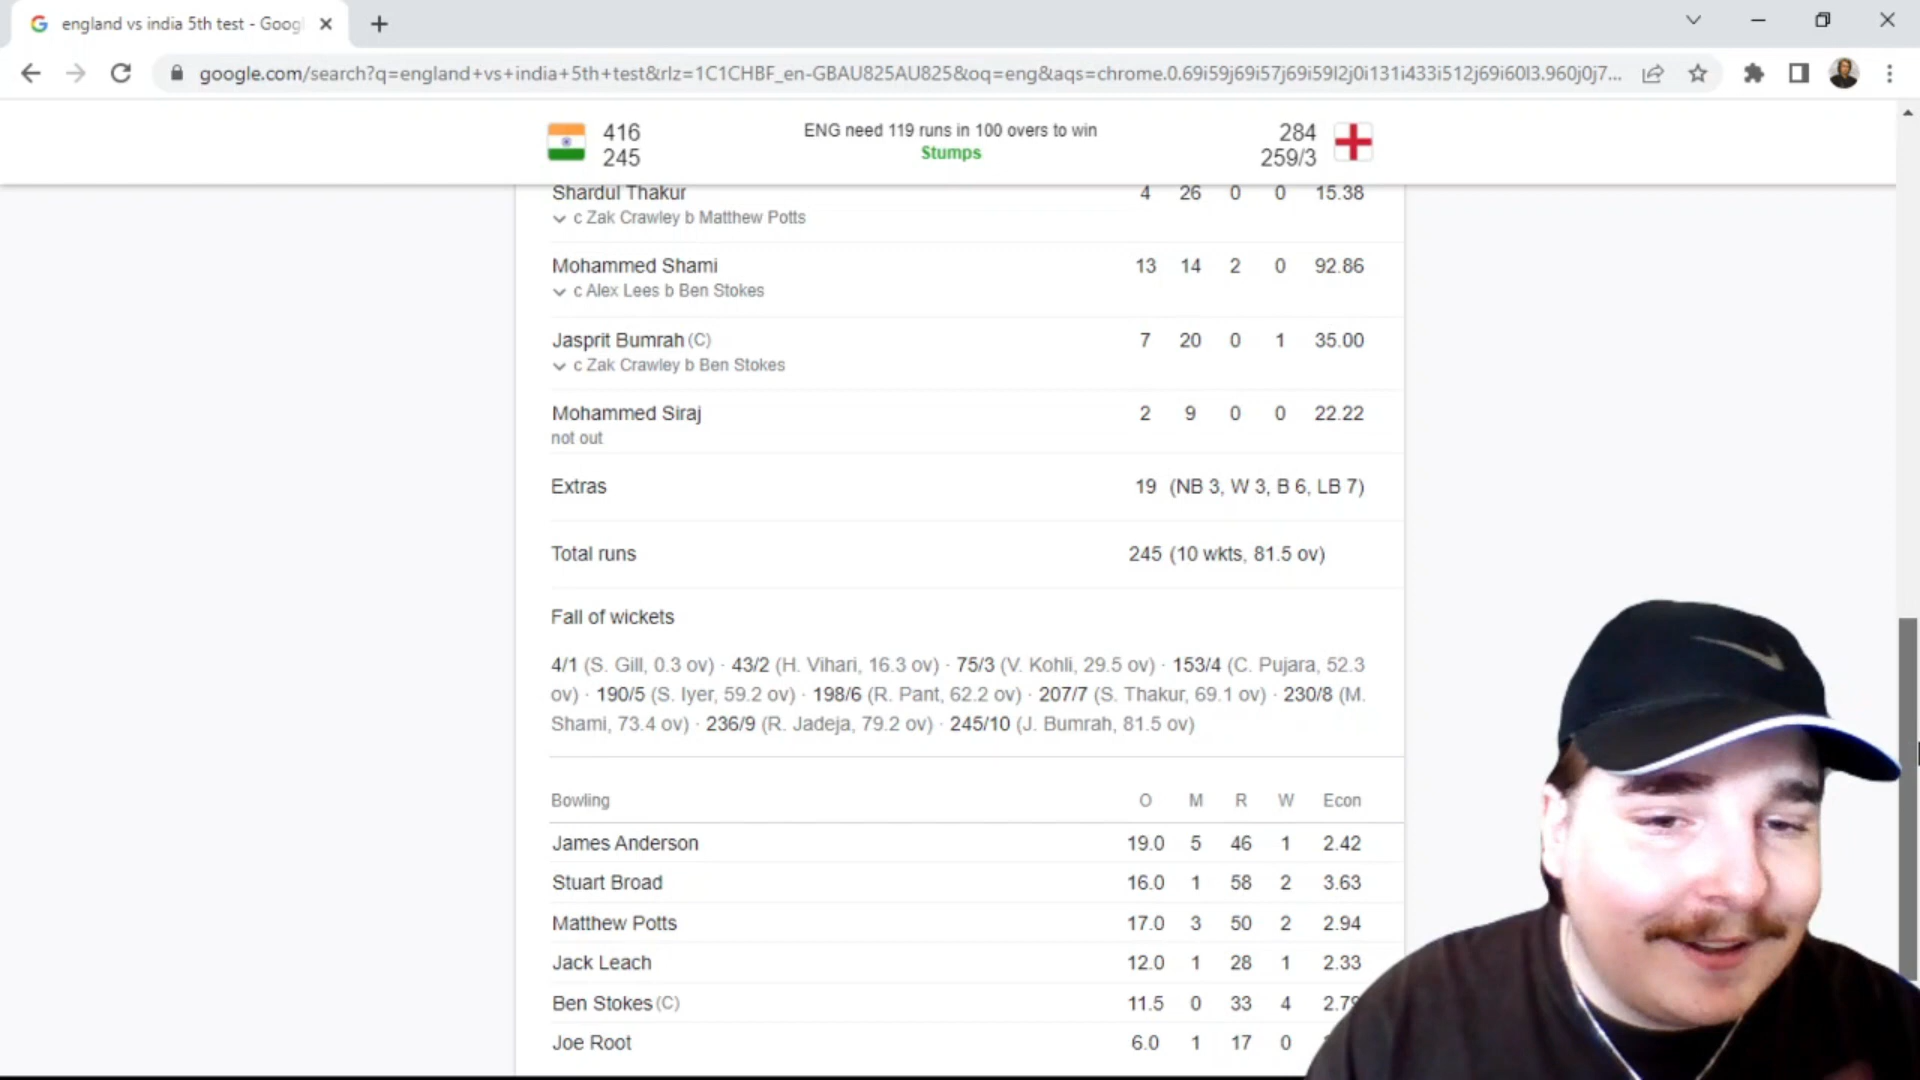 england vs india 5th test - Goog
google.com/search?q=england+vs+india+5th+test&rlz=1C1CHBF_en-GBAU825AU825&oq=eng&aqs=chrome.0.69i59j69i57j69i59l2j0i131i433i512j69i60l3.960j0j7...
416 ENG need 119 runs in 100 overs to win 284
245 Stumps 259/3
Shardul Thakur 4 26 0 0 15.38
c Zak Crawley b Matthew Potts
Mohammed Shami 13 14 2 0 92.86
c Alex Lees b Ben Stokes
Jasprit Bumrah (C) 7 20 0 1 35.00
c Zak Crawley b Ben Stokes
Mohammed Siraj 2 9 0 0 22.22
not out
Extras 19 (NB 3, W 3, B 6, LB 7)
Total runs 245 (10 wkts, 81.5 ov)
Fall of wickets
4/1 (S. Gill, 0.3 ov) · 43/2 (H. Vihari, 16.3 ov) · 75/3 (V. Kohli, 29.5 ov) · 153/4 (C. Pujara, 52.3
ov) · 190/5 (S. Iyer, 59.2 ov) · 198/6 (R. Pant, 62.2 ov) · 207/7 (S. Thakur, 69.1 ov) · 230/8 (M.
Shami, 73.4 ov) · 236/9 (R. Jadeja, 79.2 ov) · 245/10 (J. Bumrah, 81.5 ov)
Bowling O M R W Econ
James Anderson 19.0 5 46 1 2.42
Stuart Broad 16.0 1 58 2 3.63
Matthew Potts 17.0 3 50 2 2.94
Jack Leach 12.0 1 28 1 2.33
Ben Stokes (C) 11.5 0 33 4
Joe Root 6.0 1 17 0